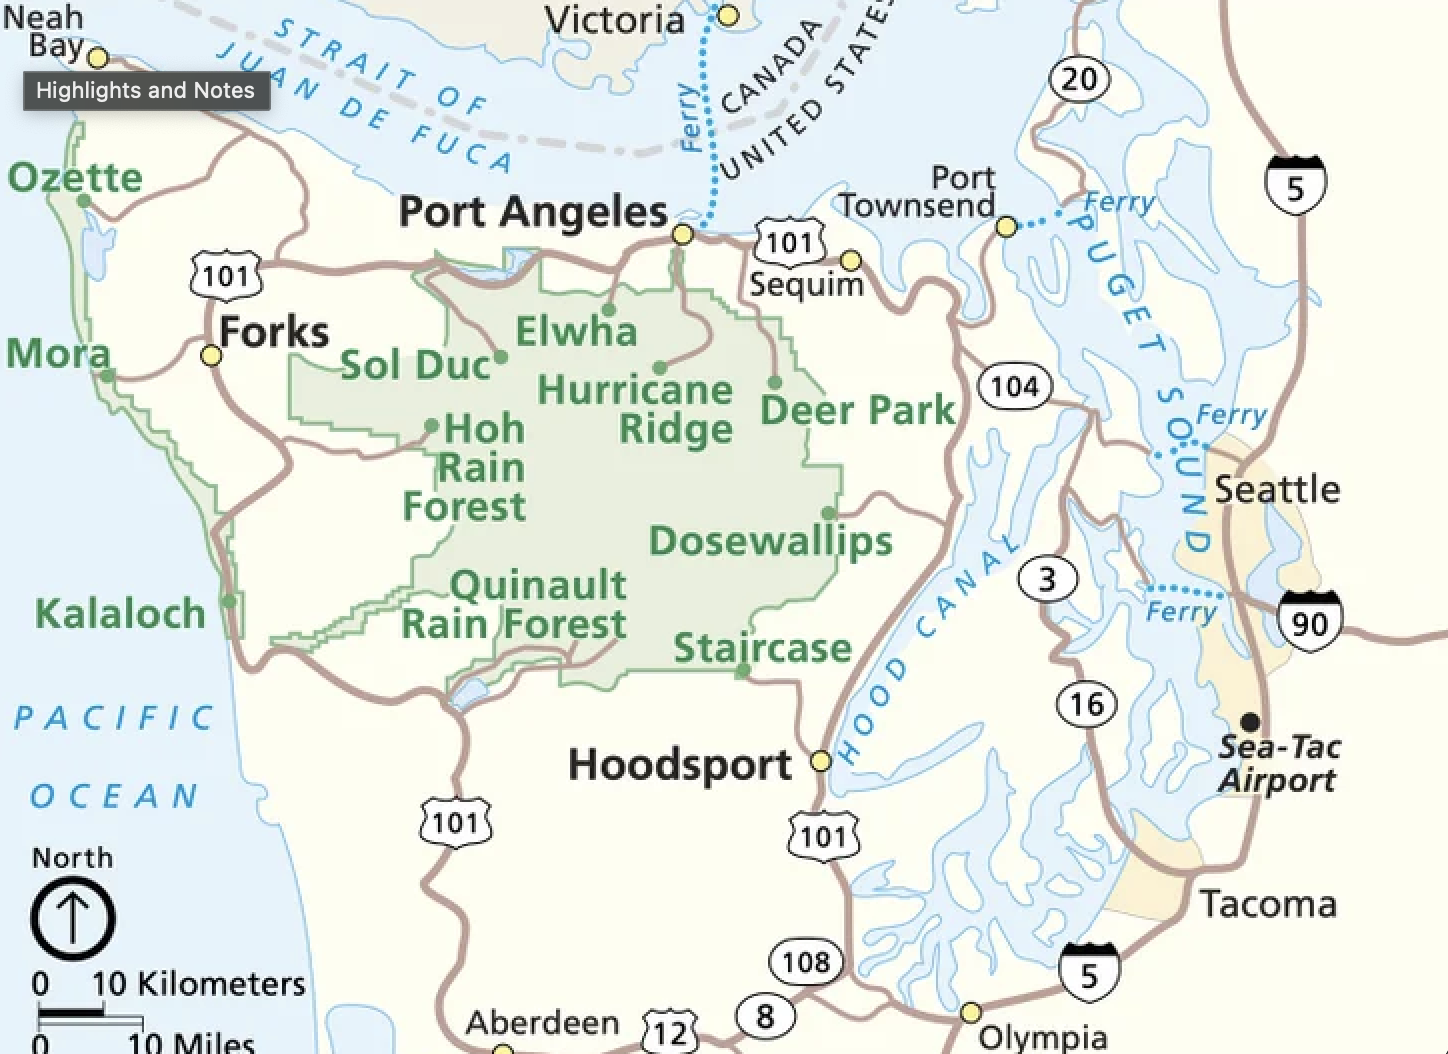 Neah
Bay
Highlights and Notes
Victoria
STRAIT OF
JUAN DE FUCA
Ferry
CANADA
UNITED STATES
20
5
Ozette
Port Angeles
Port
Townsend
Ferry
101
101
Sequim
PUGET SOUND
Forks
Mora
Elwha
Sol Duc
Hurricane
Ridge
Deer Park
104
Hoh
Rain
Forest
Ferry
Seattle
Dosewallips
HOOD CANAL
3
Quinault
Rain Forest
Kalaloch
Staircase
Ferry
90
PACIFIC
OCEAN
16
Hoodsport
Sea-Tac
Airport
101
101
North
Tacoma
0 10 Kilometers
0 10 Miles
108
5
8
Aberdeen
12
Olympia